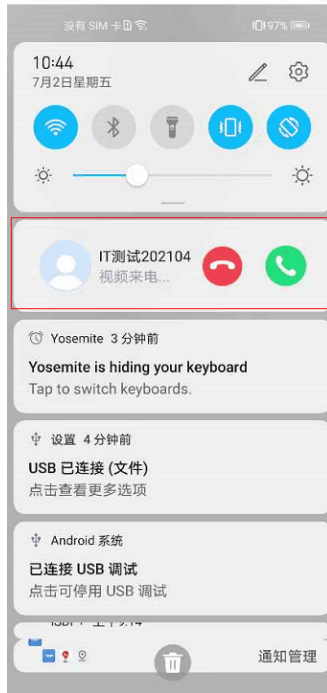 没有 SIM 卡
97%
10:44
7月2日星期五
IT测试202104
视频来电...
Yosemite 3 分钟前
Yosemite is hiding your keyboard
Tap to switch keyboards.
设置 4 分钟前
USB 已连接 (文件)
点击查看更多选项
Android 系统
已连接 USB 调试
点击可停用 USB 调试
通知管理